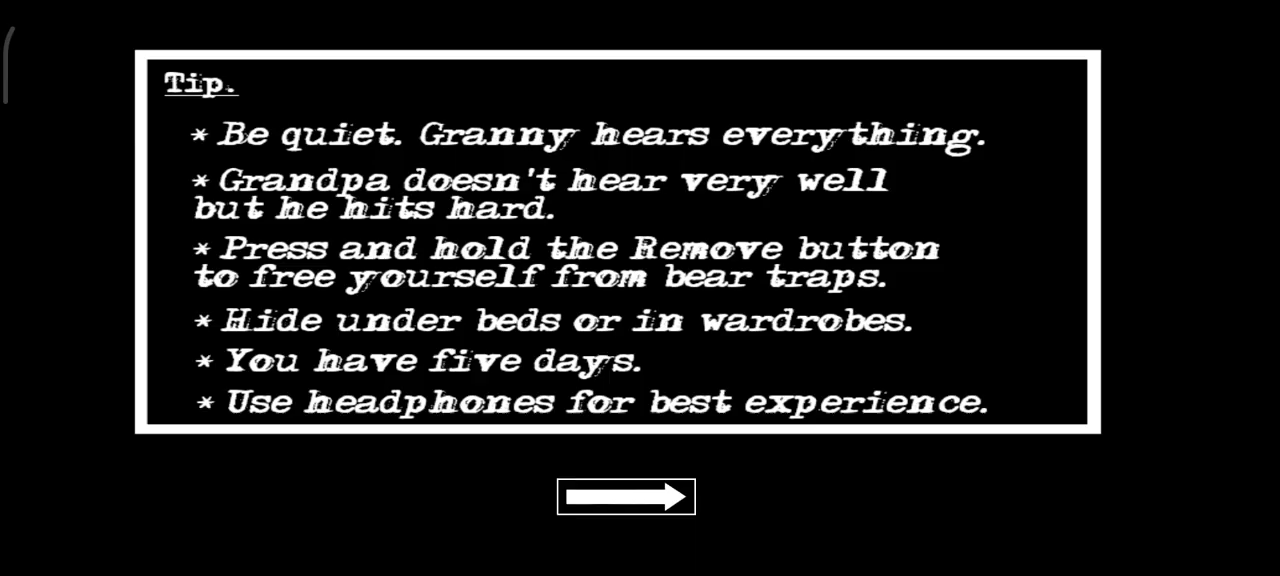 Tip.
* Be quiet. Granny hears everything.
* Grandpa doesn't hear very well
but he hits hard.
* Press and hold the Remove button
to free yourself from bear traps.
* Hide under beds or in wardrobes.
* You have five days.
* Use headphones for best experience.